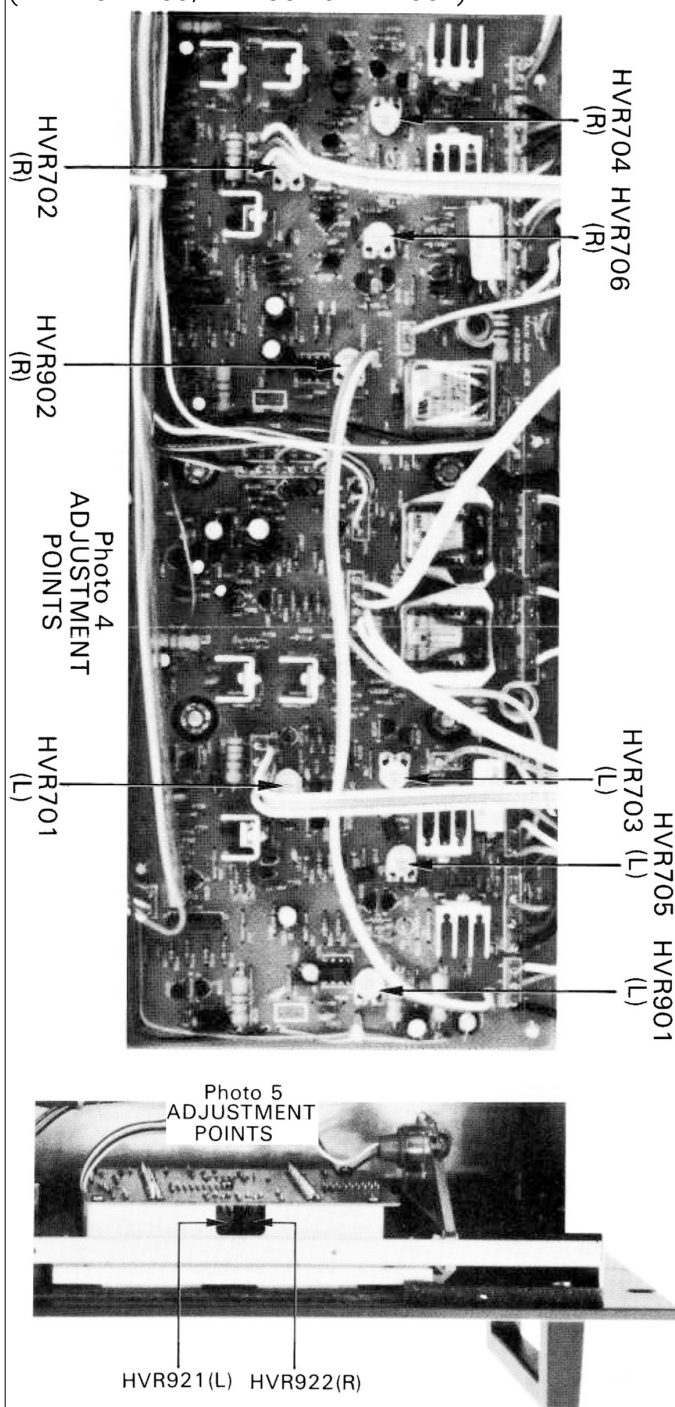 HVR704
(R)
HVR706
(R)
HVR702
(R)
HVR902
(R)
Photo 4
ADJUSTMENT
POINTS
HVR701
(L)
HVR703
(L)
HVR705
(L)
HVR901
(L)
Photo 5
ADJUSTMENT
POINTS
HVR921(L) HVR922(R)